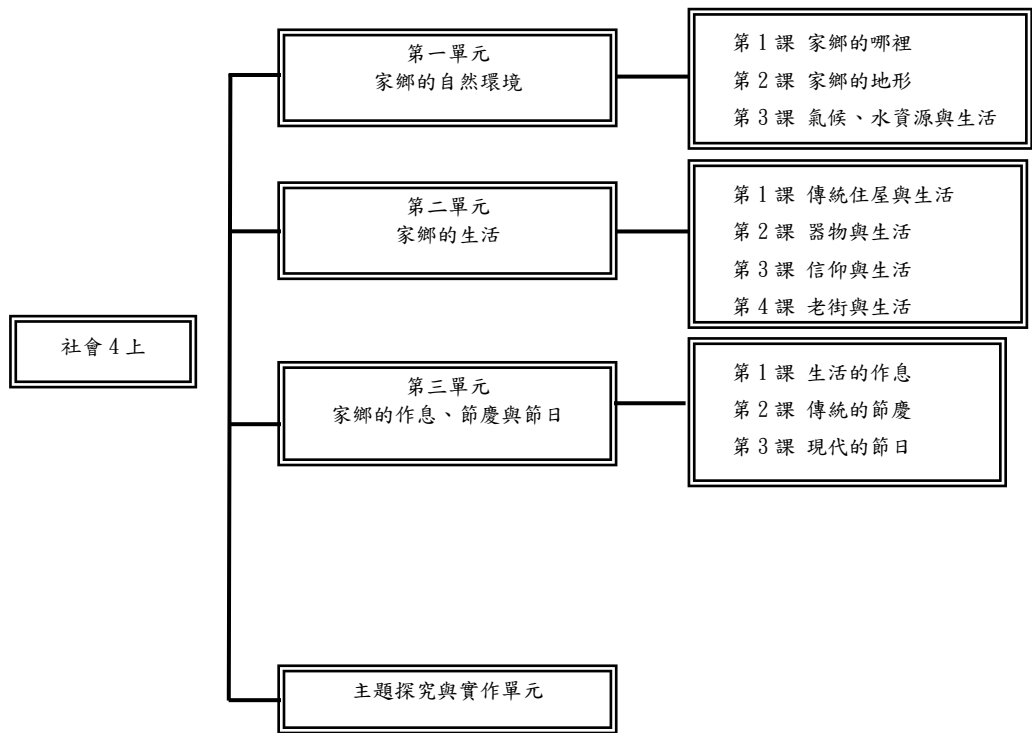 社會4上
第一單元
家鄉的自然環境
第1課 家鄉的哪裡
第2課 家鄉的地形
第3課 氣候、水資源與生活
第二單元
家鄉的生活
第1課 傳統住屋與生活
第2課 器物與生活
第3課 信仰與生活
第4課 老街與生活
第三單元
家鄉的作息、節慶與節日
第1課 生活的作息
第2課 傳統的節慶
第3課 現代的節日
主題探究與實作單元